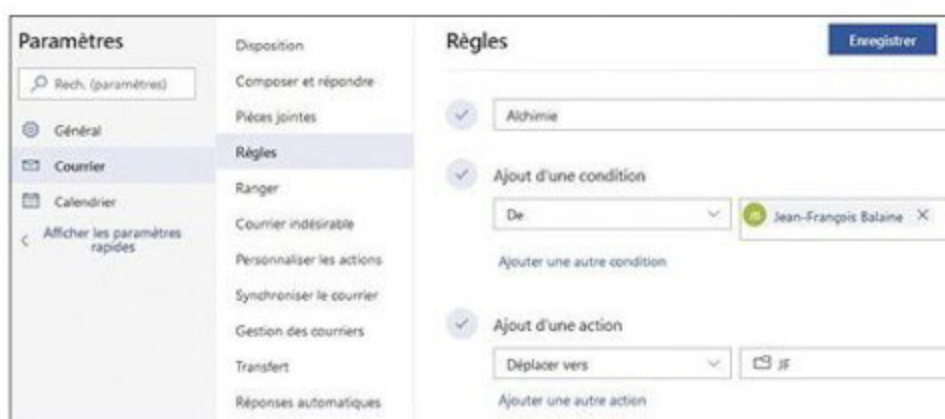 Paramètres
Rech. (paramètres)
Général
Courrier
Calendrier
Afficher les paramètres
rapides
Disposition
Composer et répondre
Pièces jointes
Règles
Ranger
Courrier indésirable
Personnaliser les actions
Synchroniser le courrier
Gestion des courriers
Transfert
Réponses automatiques
Règles
Enregistrer
Alchimie
Ajout d'une condition
De
Jean-François Balaine
Ajouter une autre condition
Ajout d'une action
Déplacer vers
JF
Ajouter une autre action